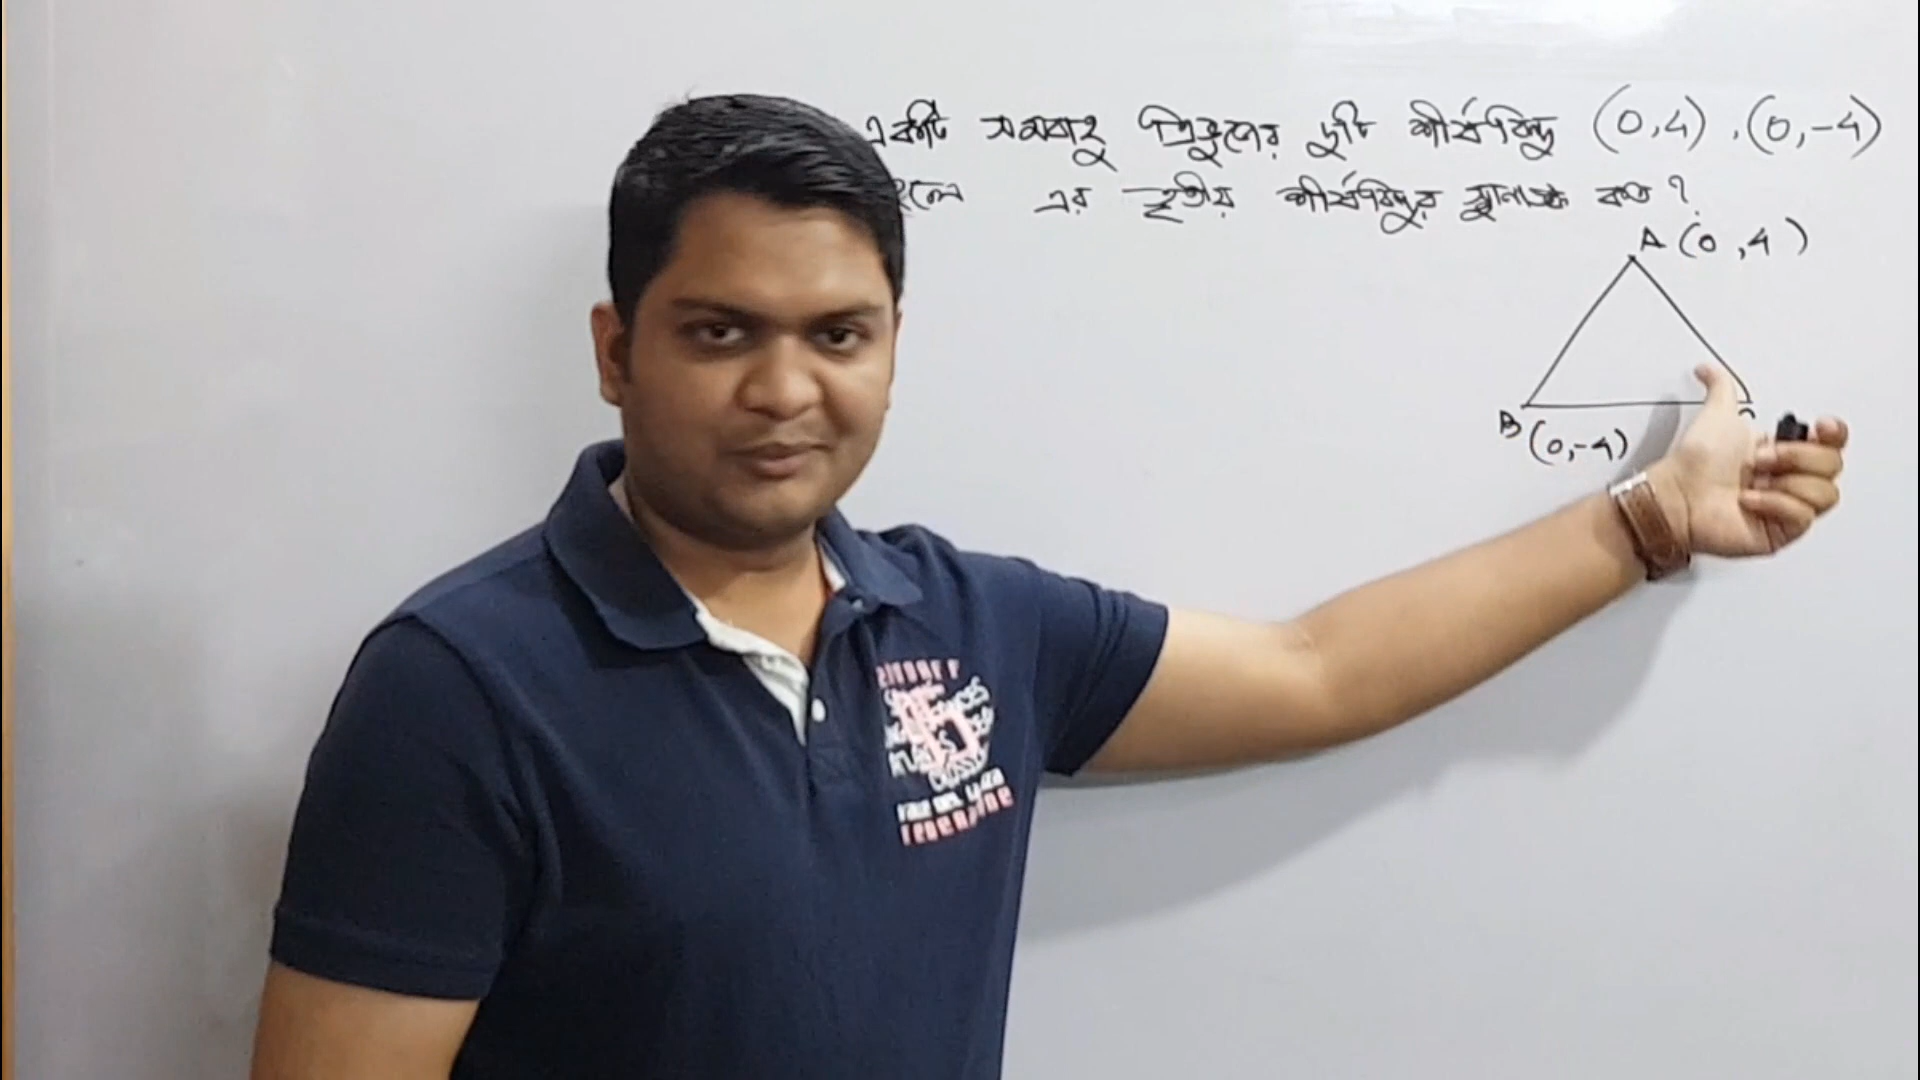 একটি সমবাহু ত্রিভুজের দুটি শীর্ষবিন্দু (0,4) , (0,-4)
হলে এর তৃতীয় শীর্ষবিন্দুর স্থানাঙ্ক কত ?
A (0 ,4 )
B (0,-4)